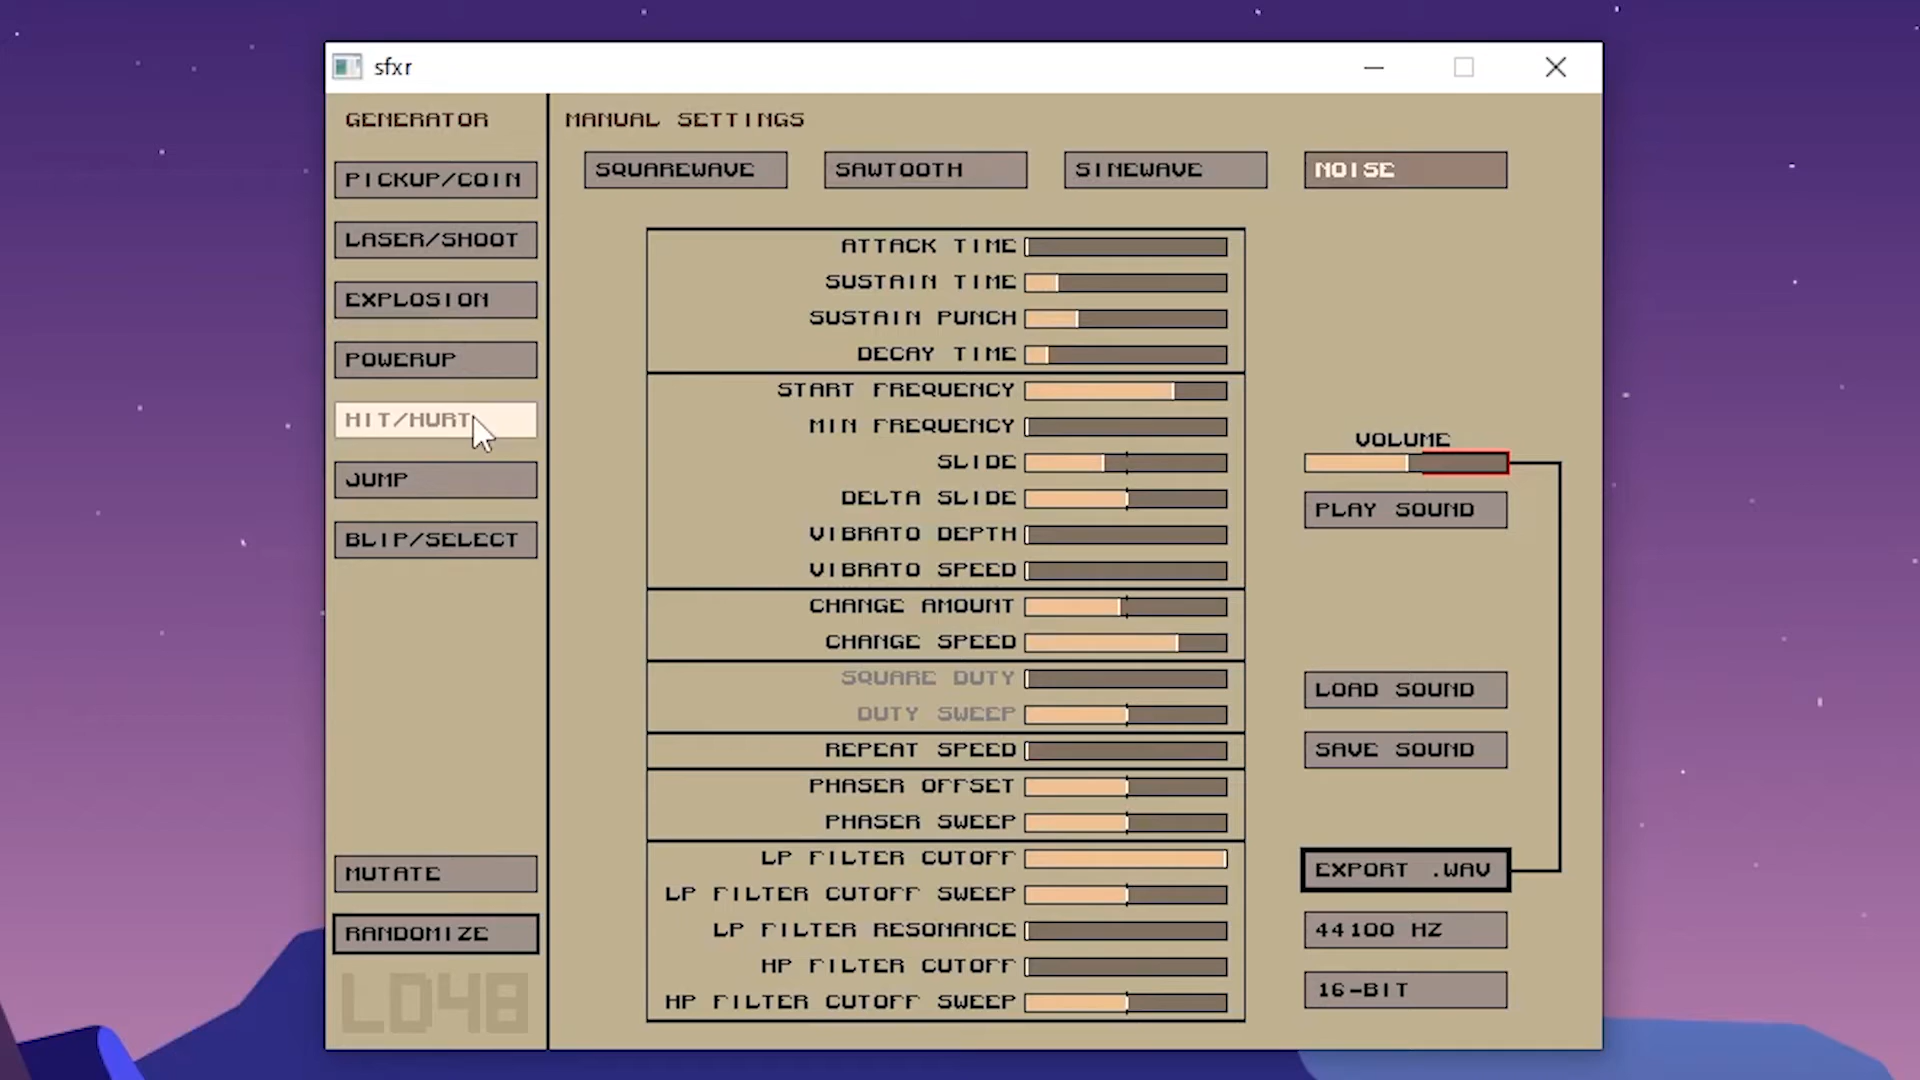 sfxr
GENERATOR
PICKUP/COIN
LASER/SHOOT
EXPLOSION
POWERUP
HIT/HURT
JUMP
BLIP/SELECT
MUTATE
RANDOMIZE
LD48
MANUAL SETTINGS
SQUAREWAVE
SAWTOOTH
SINEWAVE
NOISE
ATTACK TIME
SUSTAIN TIME
SUSTAIN PUNCH
DECAY TIME
START FREQUENCY
MIN FREQUENCY
SLIDE
DELTA SLIDE
VIBRATO DEPTH
VIBRATO SPEED
CHANGE AMOUNT
CHANGE SPEED
SQUARE DUTY
DUTY SWEEP
REPEAT SPEED
PHASER OFFSET
PHASER SWEEP
LP FILTER CUTOFF
LP FILTER CUTOFF SWEEP
LP FILTER RESONANCE
HP FILTER CUTOFF
HP FILTER CUTOFF SWEEP
VOLUME
PLAY SOUND
LOAD SOUND
SAVE SOUND
EXPORT .WAV
44100 HZ
16-BIT